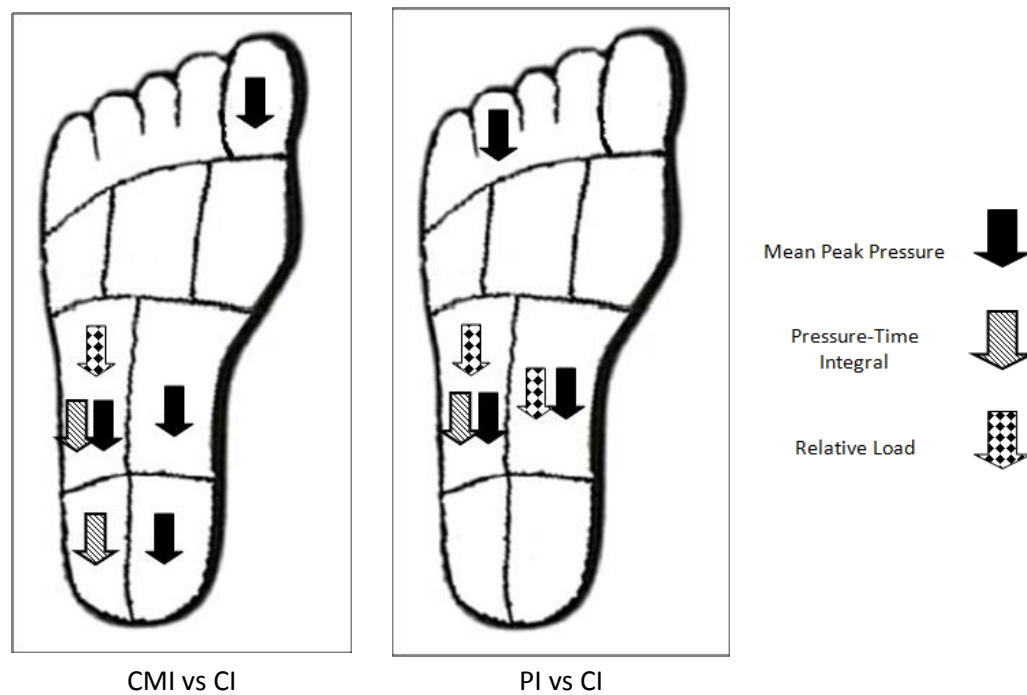 Mean Peak Pressure
Pressure-Time
Integral
Relative Load
CMI vs CI
PI vs CI